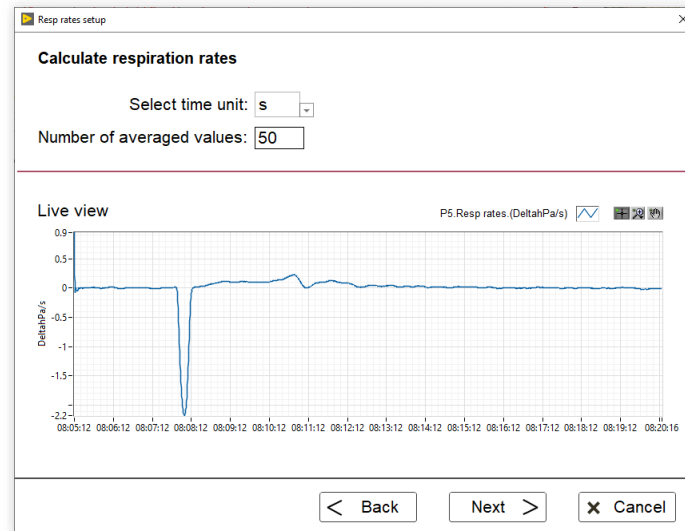 Resp rates setup
Calculate respiration rates
Select time unit: s
Number of averaged values: 50
Live view
P5.Resp rates.(DeltahPa/s)
0.9
0.5
0
-0.5
-1
-1.5
-2.2
DeltahPa/s
08:05:12 08:06:12 08:07:12 08:08:12 08:09:12 08:10:12 08:11:12 08:12:12 08:13:12 08:14:12 08:15:12 08:16:12 08:17:12 08:18:12 08:19:12 08:20:16
< Back Next > × Cancel